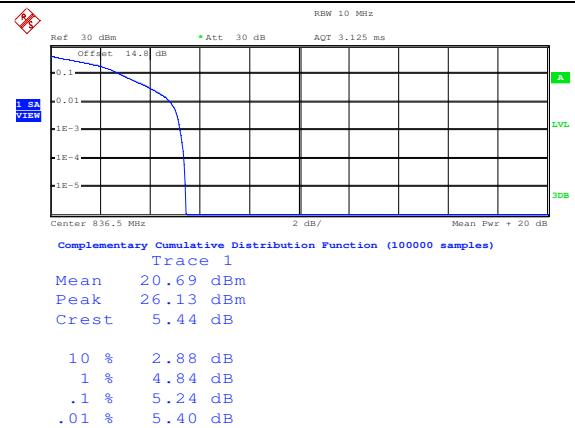 R S
RBW 10 MHz
Ref 30 dBm * Att 30 dB AQT 3.125 ms
Offset 14.8 dB
0.1
A
0.01
1 SA
VIEW
1E-3
LVL
1E-4
1E-5
3DB
Center 836.5 MHz 2 dB/ Mean Pwr + 20 dB
Complementary Cumulative Distribution Function (100000 samples)
Trace 1
Mean 20.69 dBm
Peak 26.13 dBm
Crest 5.44 dB
10 % 2.88 dB
1 % 4.84 dB
.1 % 5.24 dB
.01 % 5.40 dB